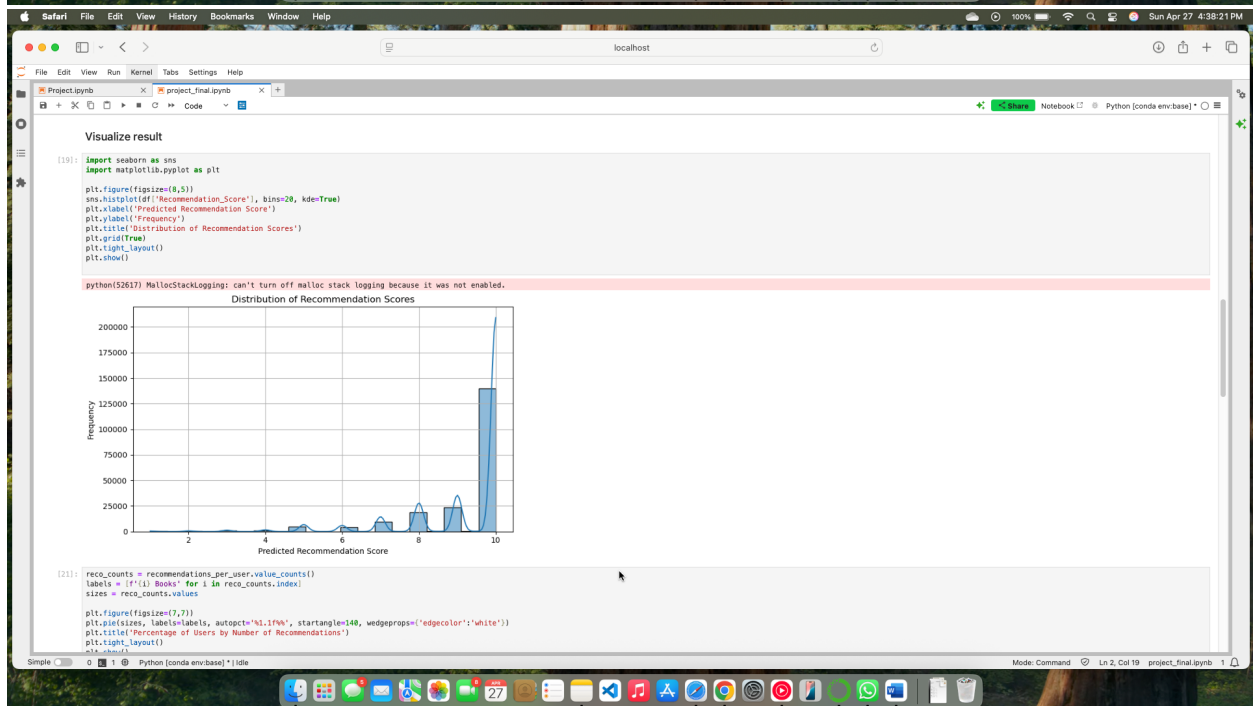 Safari File Edit View History Bookmarks Window Help 100% Sun Apr 27 4:38:21 PM
localhost
File Edit View Run Kernel Tabs Settings Help
Project.ipynb project_final.ipynb
Code Share Notebook Python [conda env:base] *
Visualize result
[19]: import seaborn as sns
import matplotlib.pyplot as plt
plt.figure(figsize=(8,5))
sns.histplot(df['Recommendation_Score'], bins=20, kde=True)
plt.xlabel('Predicted Recommendation Score')
plt.ylabel('Frequency')
plt.title('Distribution of Recommendation Scores')
plt.grid(True)
plt.tight_layout()
plt.show()
python(52617) MallocStackLogging: can't turn off malloc stack logging because it was not enabled.
Distribution of Recommendation Scores
200000
175000
150000
125000
100000
75000
50000
25000
0
Frequency
2 4 6 8 10
Predicted Recommendation Score
[21]: reco_counts = recommendations_per_user.value_counts()
labels = [f'{i} Books' for i in reco_counts.index]
sizes = reco_counts.values
plt.figure(figsize=(7,7))
plt.pie(sizes, labels=labels, autopct='%1.1f%%', startangle=140, wedgeprops={'edgecolor':'white'})
plt.title('Percentage of Users by Number of Recommendations')
plt.tight_layout()
plt.show()
Simple 0 1 Python [conda env:base] * | Idle Mode: Command Ln 2, Col 19 project_final.ipynb 1
APR
27